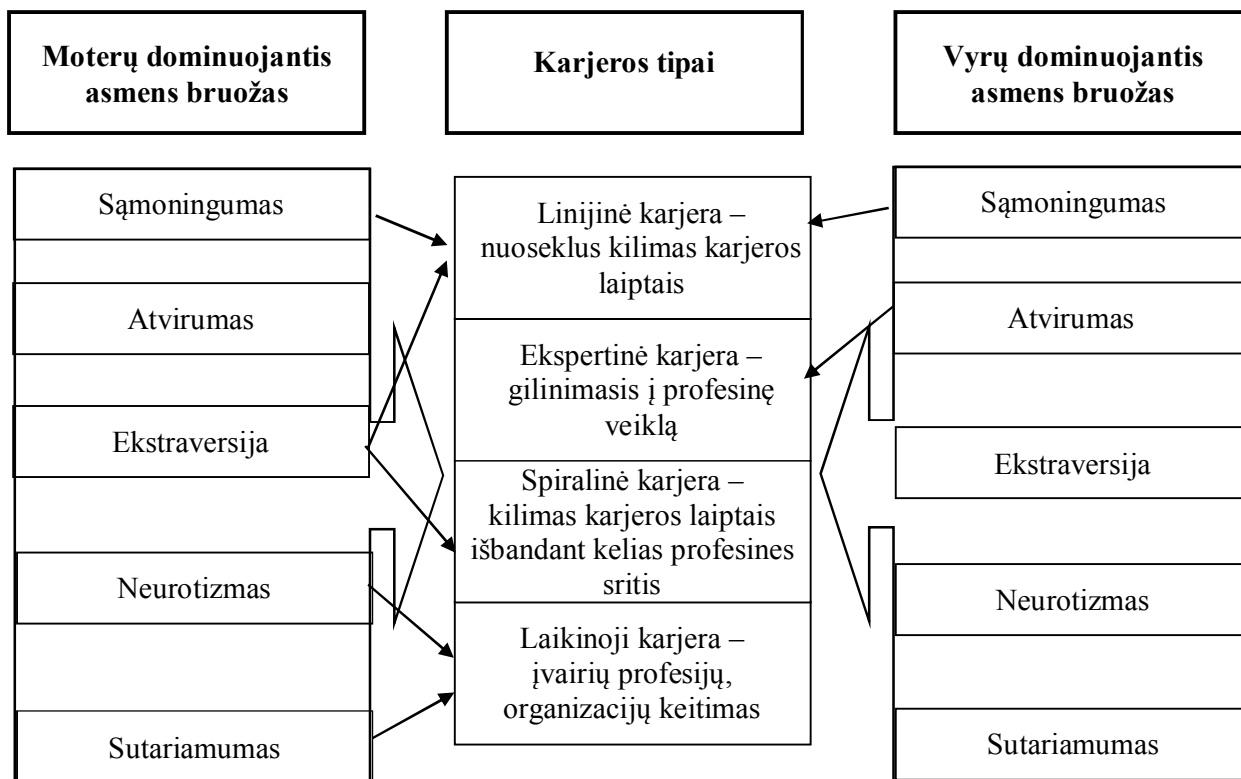 Moterų dominuojantis
asmens bruožas
Karjeros tipai
Vyrų dominuojantis
asmens bruožas
Sąmoningumas
Atvirumas
Ekstraversija
Neurotizmas
Sutariamumas
Linijinė karjera –
nuoseklus kilimas karjeros
laiptais
Ekspertinė karjera –
gilinimasis į profesinę
veiklą
Spiralinė karjera –
kilimas karjeros laiptais
išbandant kelias profesines
sritis
Laikinoji karjera –
įvairių profesijų,
organizacijų keitimas
Sąmoningumas
Atvirumas
Ekstraversija
Neurotizmas
Sutariamumas